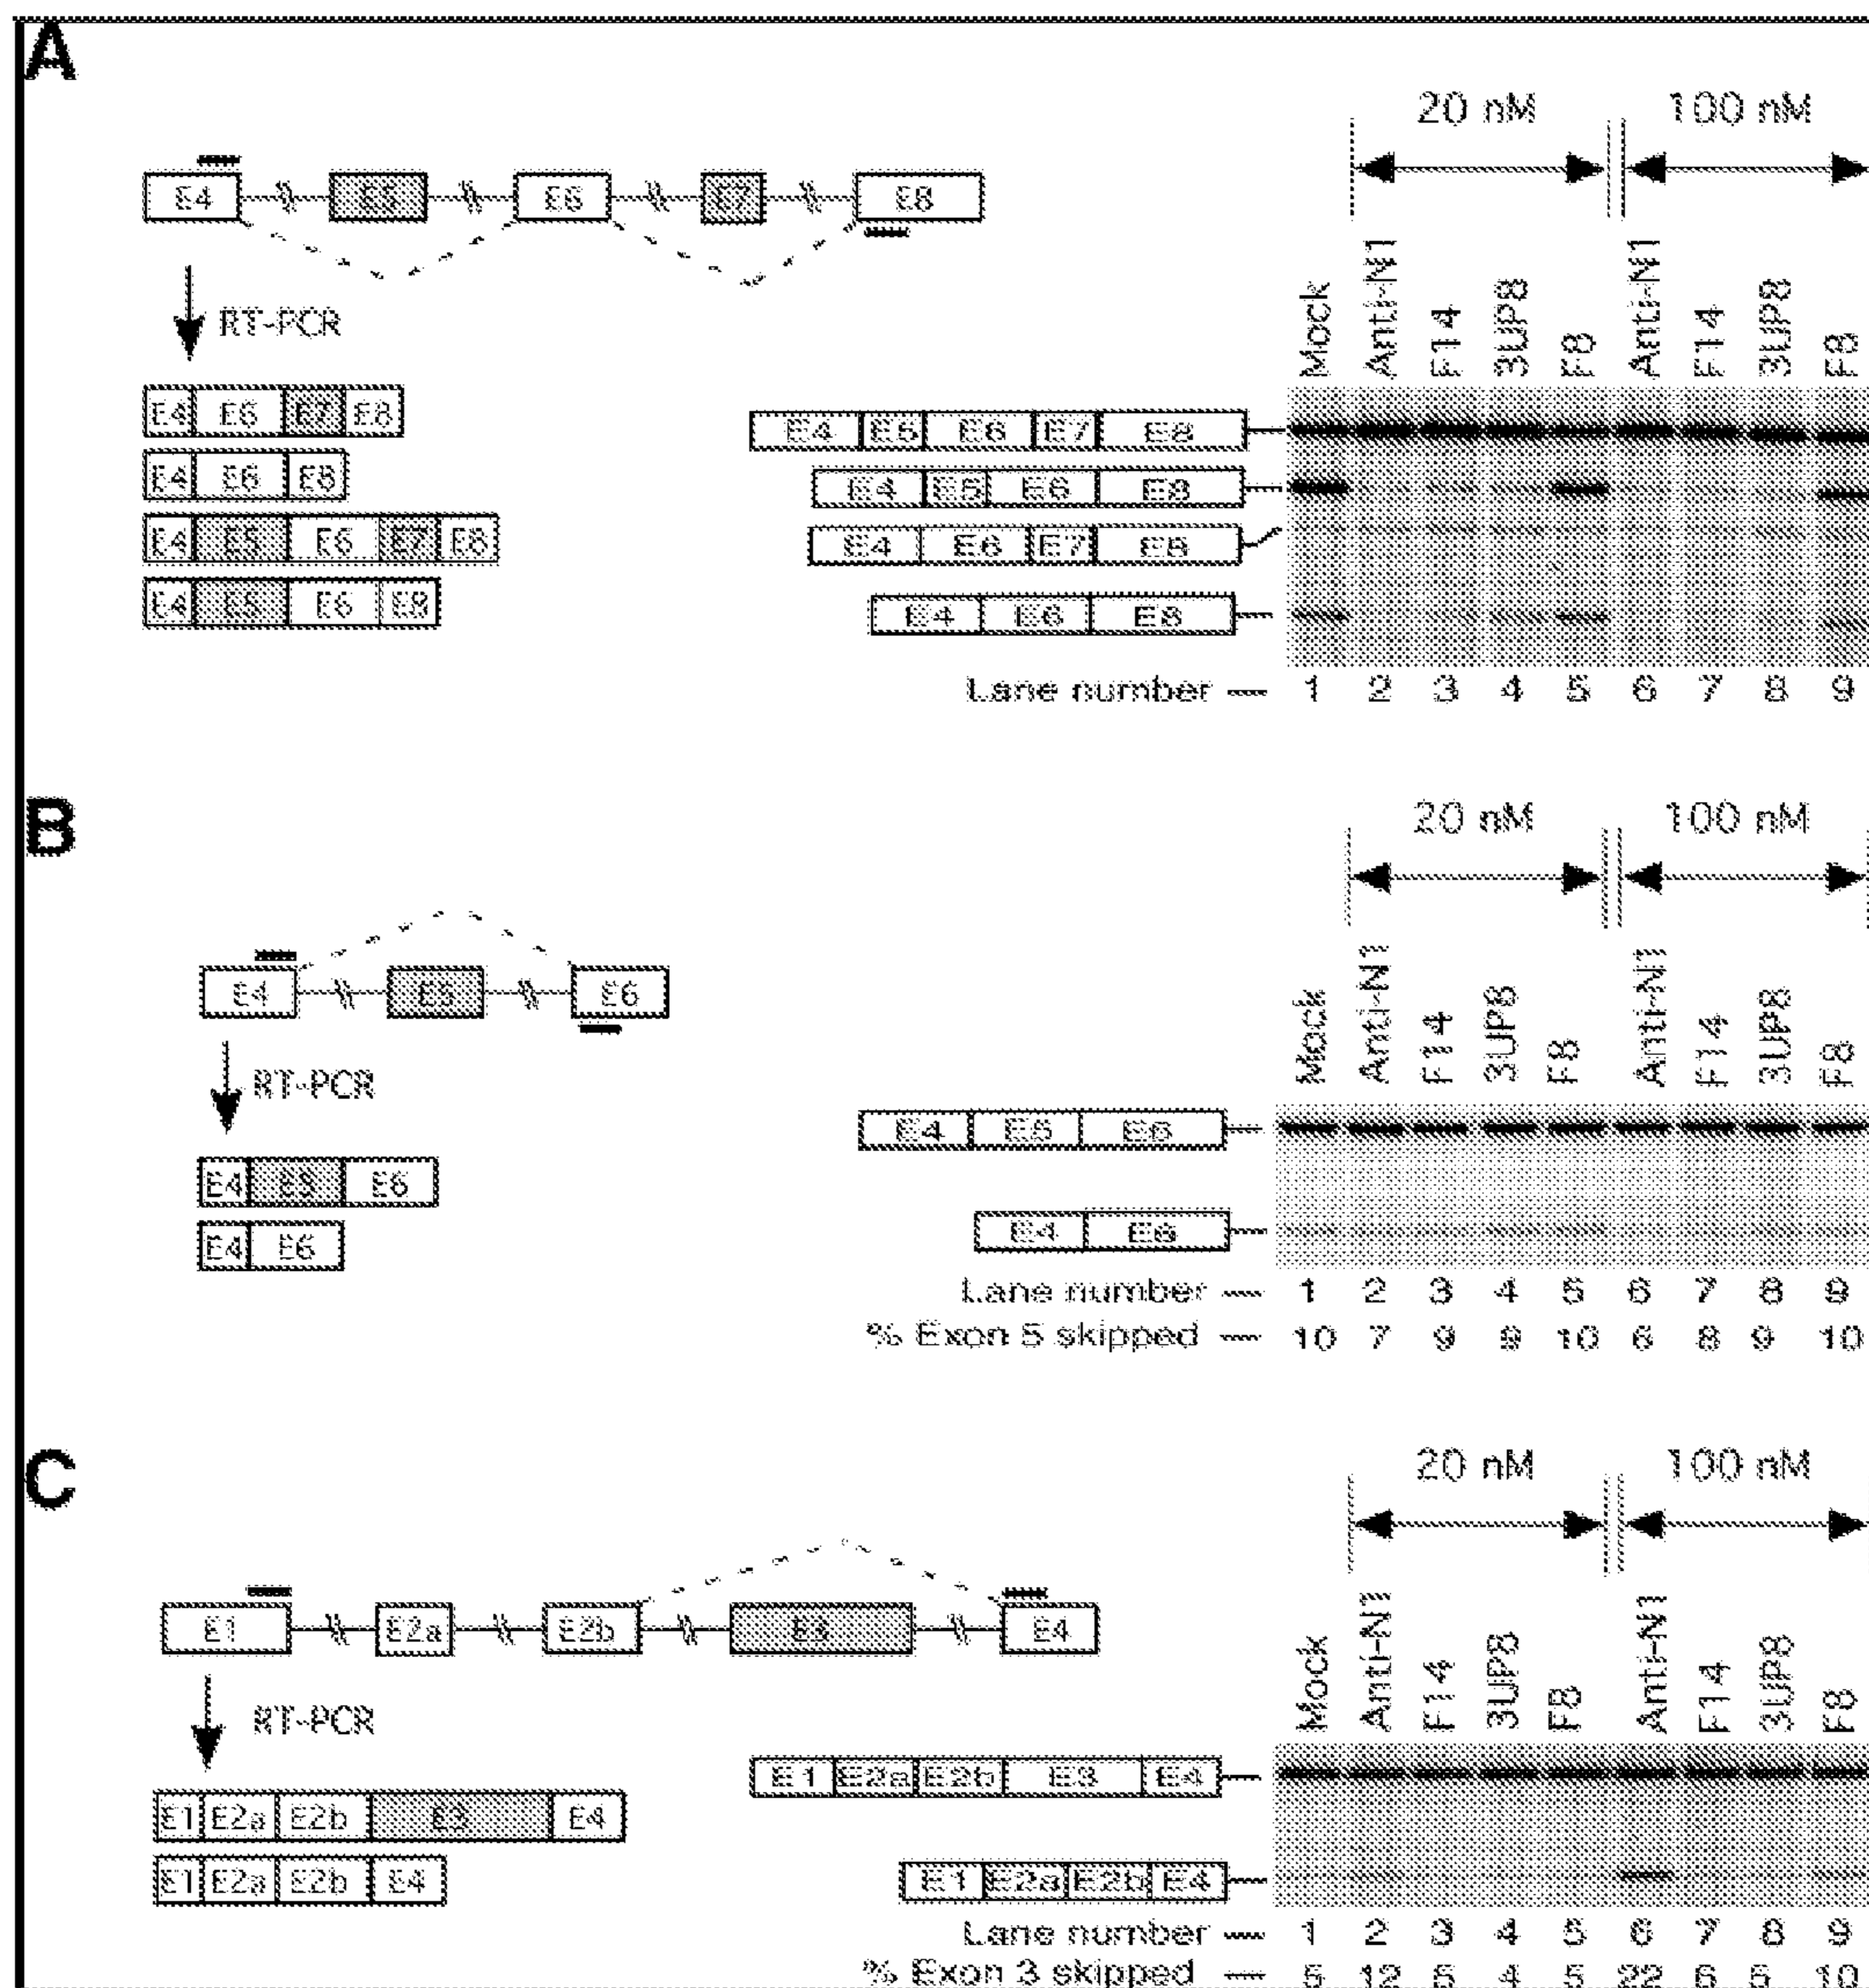 A
20 nM 100 nM
E4 E5 E6 E7 E8
Mock Anti-N1 F14 3UP8 F8 Anti-N1 F14 3UP8 F8
RT-PCR
E4 E6 E7 E8
E4 E6 E8
E4 E5 E6 E7 E8
E4 E5 E6 E8
E4 E5 E6 E7 E8
E4 E5 E6 E8
E4 E6 E7 E8
E4 E6 E8
Lane number 1 2 3 4 5 6 7 8 9
B
20 nM 100 nM
E4 E5 E6
Mock Anti-N1 F14 3UP8 F8 Anti-N1 F14 3UP8 F8
RT-PCR
E4 E5 E6
E4 E6
E4 E5 E6
E4 E6
Lane number 1 2 3 4 5 6 7 8 9
% Exon 5 skipped 10 7 9 9 10 6 8 9 10
C
20 nM 100 nM
E1 E2a E2b E3 E4
Mock Anti-N1 F14 3UP8 F8 Anti-N1 F14 3UP8 F8
RT-PCR
E1 E2a E2b E3 E4
E1 E2a E2b E4
E1 E2a E2b E3 E4
E1 E2a E2b E4
Lane number 1 2 3 4 5 6 7 8 9
% Exon 3 skipped 12 4 5 22 10